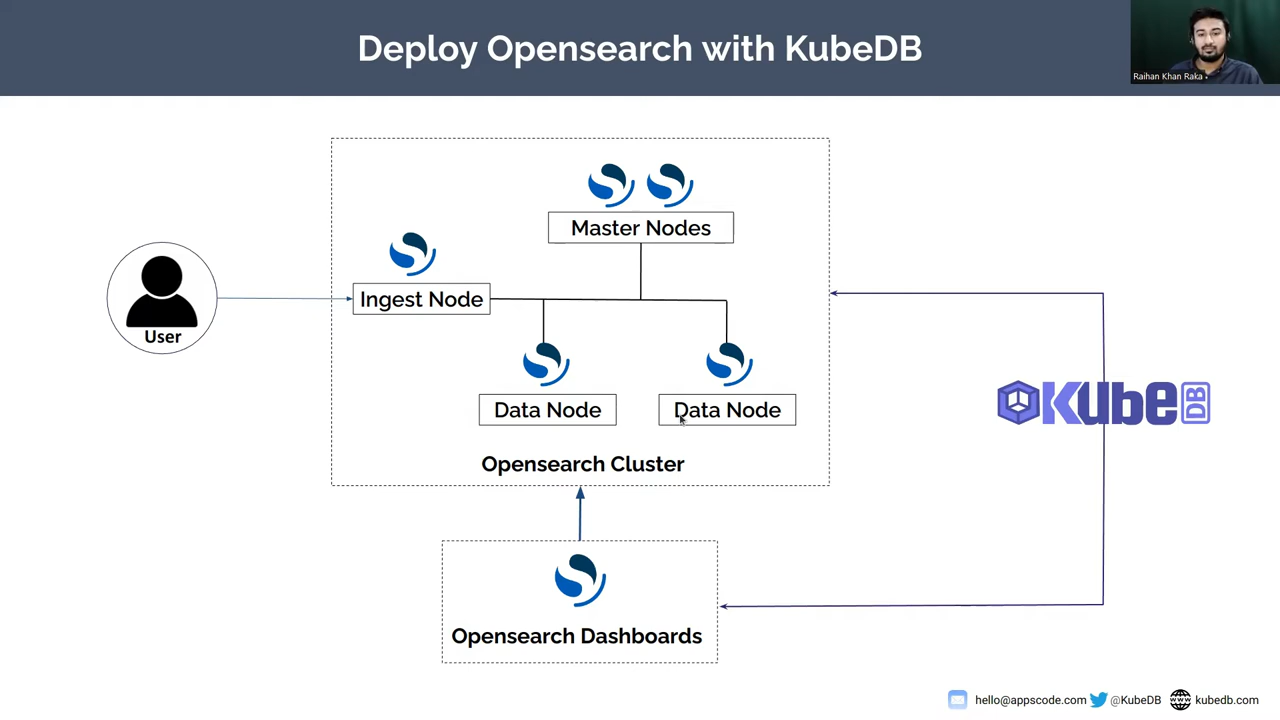 Deploy Opensearch with KubeDB
Raihan Khan Raka
Master Nodes
Ingest Node
User
Data Node
Data Node
KubeDB
Opensearch Cluster
Opensearch Dashboards
hello@appscode.com @KubeDB kubedb.com